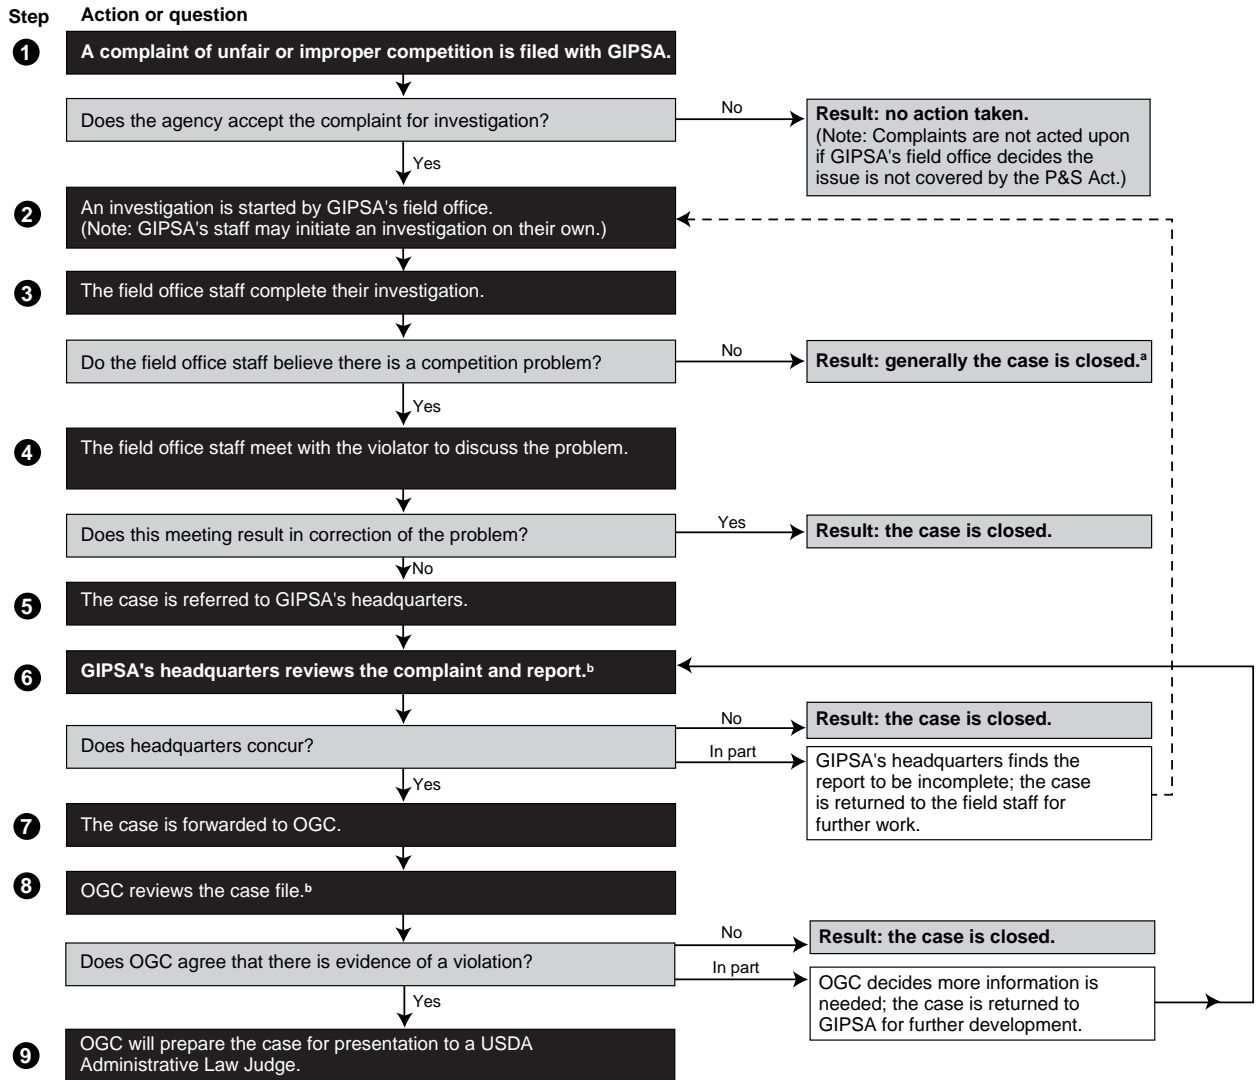 Step Action or question
1 A complaint of unfair or improper competition is filed with GIPSA.
Does the agency accept the complaint for investigation?
No
Result: no action taken.
(Note: Complaints are not acted upon
if GIPSA's field office decides the
issue is not covered by the P&S Act.)
Yes
2 An investigation is started by GIPSA's field office.
(Note: GIPSA's staff may initiate an investigation on their own.)
3 The field office staff complete their investigation.
Do the field office staff believe there is a competition problem?
No
Result: generally the case is closed.a
Yes
4 The field office staff meet with the violator to discuss the problem.
Does this meeting result in correction of the problem?
Yes
Result: the case is closed.
No
5 The case is referred to GIPSA's headquarters.
6 GIPSA's headquarters reviews the complaint and report.b
Does headquarters concur?
No
Result: the case is closed.
In part
GIPSA's headquarters finds the
report to be incomplete; the case
is returned to the field staff for
further work.
Yes
7 The case is forwarded to OGC.
8 OGC reviews the case file.b
Does OGC agree that there is evidence of a violation?
No
Result: the case is closed.
In part
OGC decides more information is
needed; the case is returned to
GIPSA for further development.
Yes
9 OGC will prepare the case for presentation to a USDA
Administrative Law Judge.